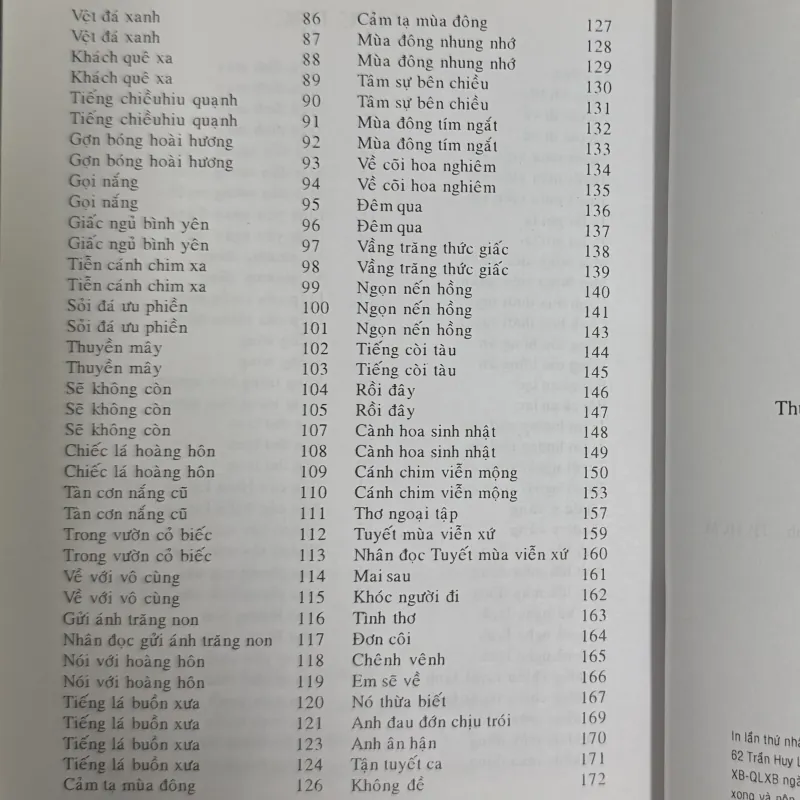 Vệt đá xanh 86
Vệt đá xanh 87
Khách quê xa 88
Khách quê xa 89
Tiếng chiềuhiu quạnh 90
Tiếng chiềuhiu quạnh 91
Gợn bóng hoài hương 92
Gợn bóng hoài hương 93
Gọi nắng 94
Gọi nắng 95
Giấc ngủ bình yên 96
Giấc ngủ bình yên 97
Tiễn cánh chim xa 98
Tiễn cánh chim xa 99
Sỏi đá ưu phiền 100
Sỏi đá ưu phiền 101
Thuyền mây 102
Thuyền mây 103
Sẽ không còn 104
Sẽ không còn 105
Sẽ không còn 107
Chiếc lá hoàng hôn 108
Chiếc lá hoàng hôn 109
Tàn cơn nắng cũ 110
Tàn cơn nắng cũ 111
Trong vườn cỏ biếc 112
Trong vườn cỏ biếc 113
Về với vô cùng 114
Về với vô cùng 115
Gửi ánh trăng non 116
Nhân đọc gửi ánh trăng non 117
Nói với hoàng hôn 118
Nói với hoàng hôn 119
Tiếng lá buồn xưa 120
Tiếng lá buồn xưa 121
Tiếng lá buồn xưa 123
Tiếng lá buồn xưa 124
Cảm tạ mùa đông 126
Cảm tạ mùa đông 127
Mùa đông nhung nhớ 128
Mùa đông nhung nhớ 129
Tâm sự bên chiều 130
Tâm sự bên chiều 131
Mùa đông tím ngắt 132
Mùa đông tím ngắt 133
Về cõi hoa nghiêm 134
Về cõi hoa nghiêm 135
Đêm qua 136
Đêm qua 137
Vầng trăng thức giấc 138
Vầng trăng thức giấc 139
Ngọn nến hồng 140
Ngọn nến hồng 141
Ngọn nến hồng 143
Tiếng còi tàu 144
Tiếng còi tàu 145
Rồi đây 146
Rồi đây 147
Cành hoa sinh nhật 148
Cành hoa sinh nhật 149
Cánh chim viễn mộng 150
Cánh chim viễn mộng 153
Thơ ngoại tập 157
Tuyết mùa viễn xứ 159
Nhân đọc Tuyết mùa viễn xứ 160
Mai sau 161
Khóc người đi 162
Tình thơ 163
Đơn côi 164
Chênh vênh 165
Em sẽ về 166
Nó thừa biết 167
Anh đau đớn chịu trói 169
Anh ân hận 170
Tận tuyết ca 171
Không đề 172
In lần thứ nhấ
62 Trần Huy L
XB-QLXB ngà
xong và nộp